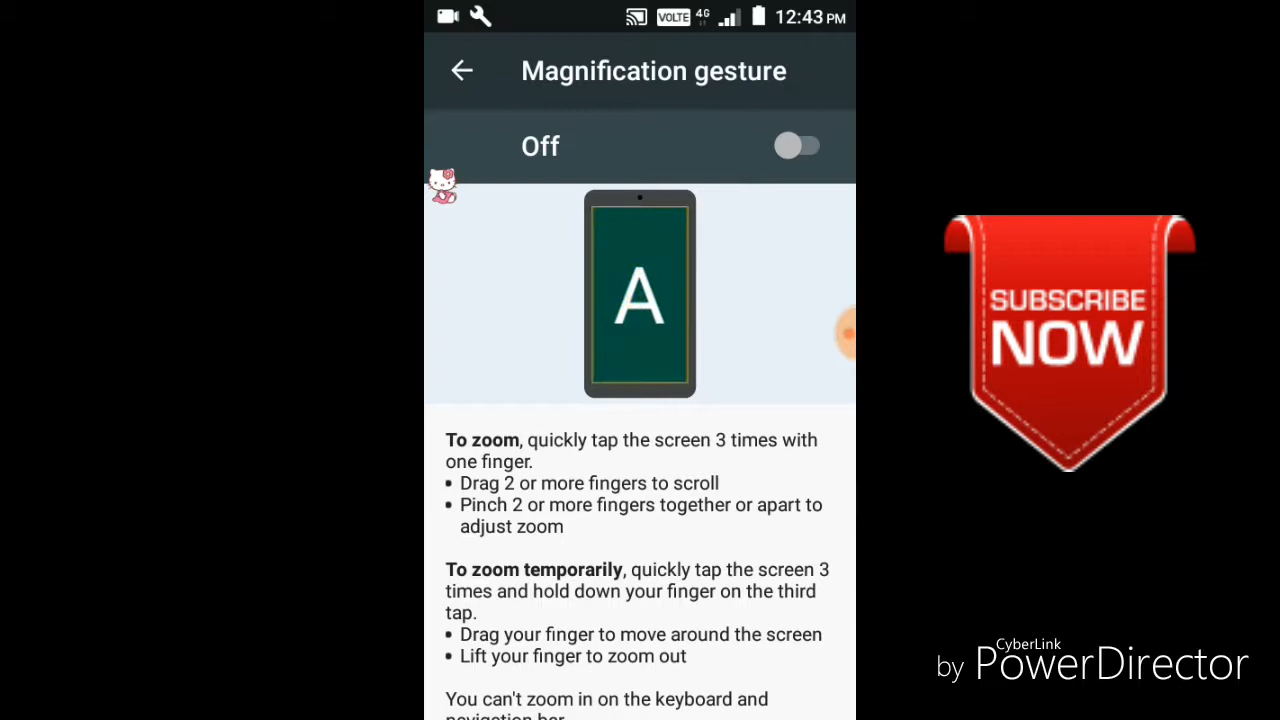 VOLTE 4G 12:43 PM
Magnification gesture
Off
A
To zoom, quickly tap the screen 3 times with
one finger.
• Drag 2 or more fingers to scroll
• Pinch 2 or more fingers together or apart to
adjust zoom
To zoom temporarily, quickly tap the screen 3
times and hold down your finger on the third
tap.
• Drag your finger to move around the screen
• Lift your finger to zoom out
You can't zoom in on the keyboard and
navigation bar.
SUBSCRIBE
NOW
CyberLink
by PowerDirector